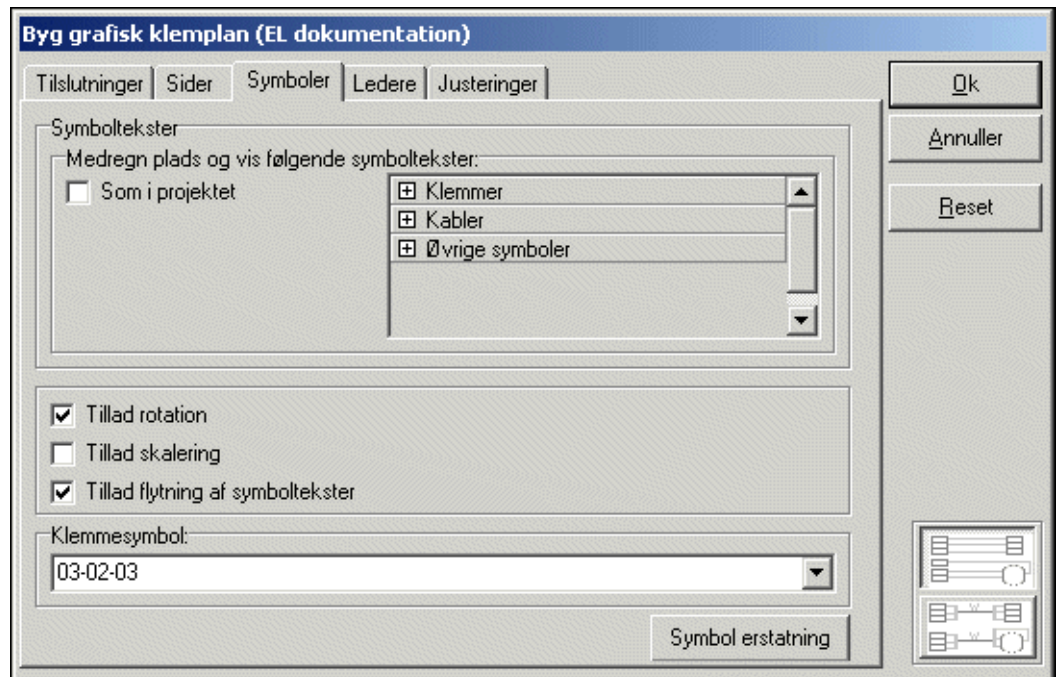 Byg grafisk klemplan (EL dokumentation)
Tilslutninger Sider Symboler Ledere Justeringer
Ok
Annuller
Reset
Symboltekster
Medregn plads og vis følgende symboltekster:
Som i projektet
Klemmer
Kabler
Øvrige symboler
Tillad rotation
Tillad skalering
Tillad flytning af symboltekster
Klemmesymbol:
03-02-03
Symbol erstatning
W
W